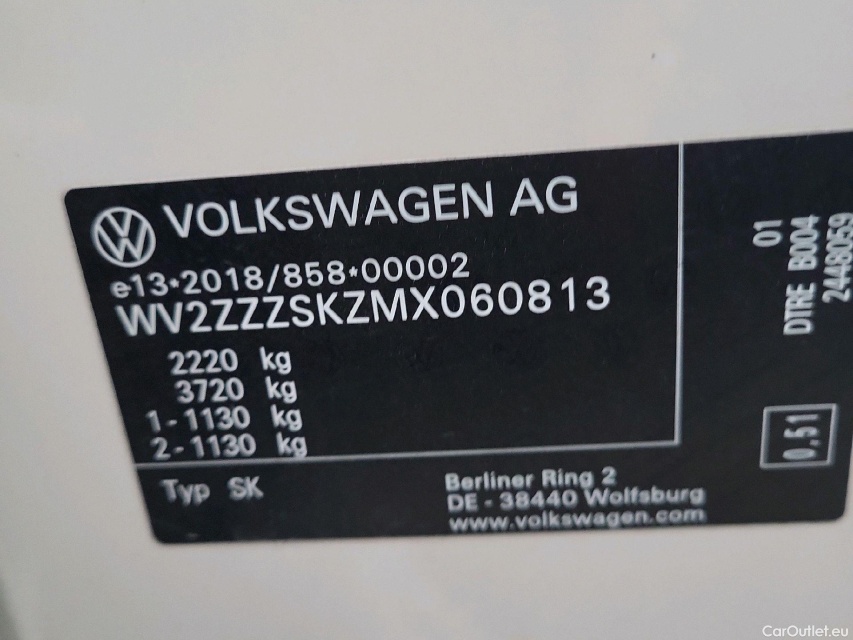 VOLKSWAGEN AG
e13*2018/858*00002
WV2ZZZSKZMX060813
2220 kg
3720 kg
1-1130 kg
2-1130 kg
Typ SK
Berliner Ring 2
DE - 38440 Wolfsburg
www.volkswagen.com
01
DTRE B004
2448059
0,51
CarOutlet.eu